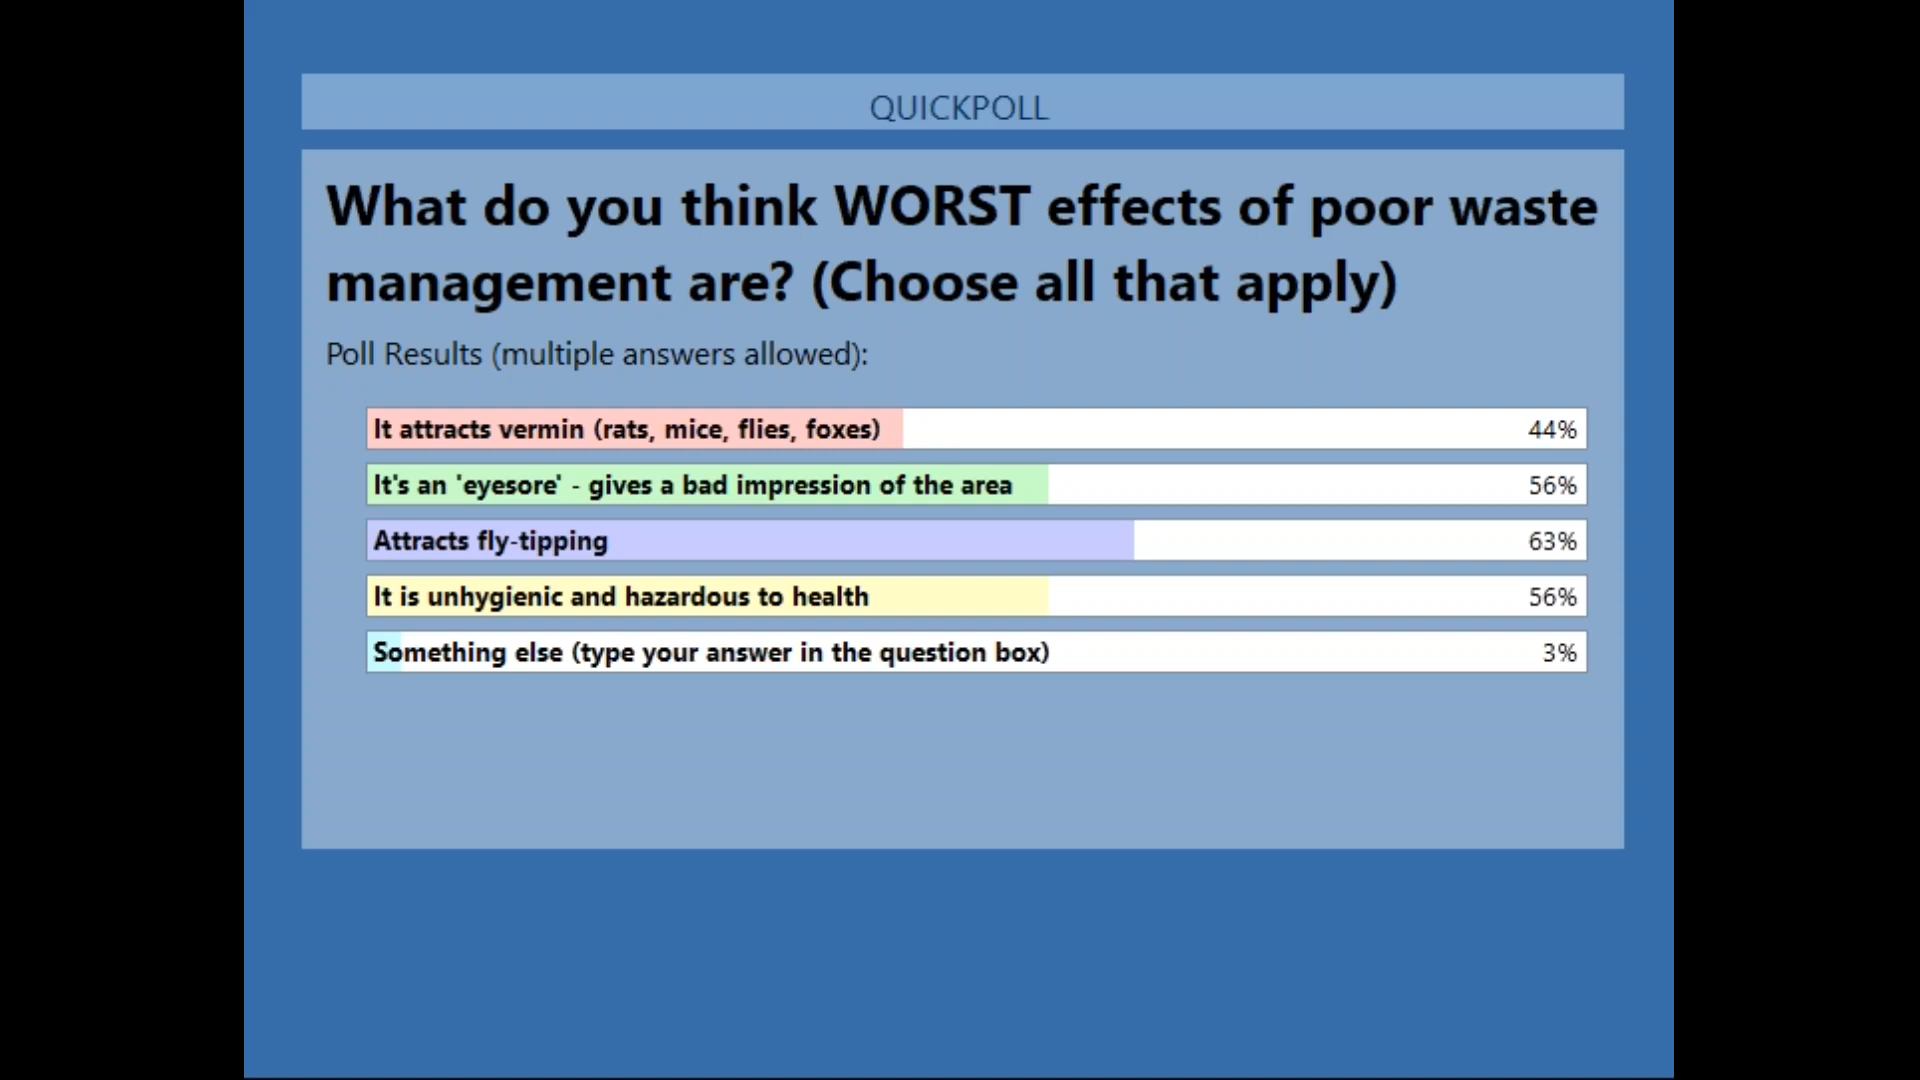 QUICKPOLL
What do you think WORST effects of poor waste
management are? (Choose all that apply)
Poll Results (multiple answers allowed):
It attracts vermin (rats, mice, flies, foxes) 44%
It's an 'eyesore' - gives a bad impression of the area 56%
Attracts fly-tipping 63%
It is unhygienic and hazardous to health 56%
Something else (type your answer in the question box) 3%